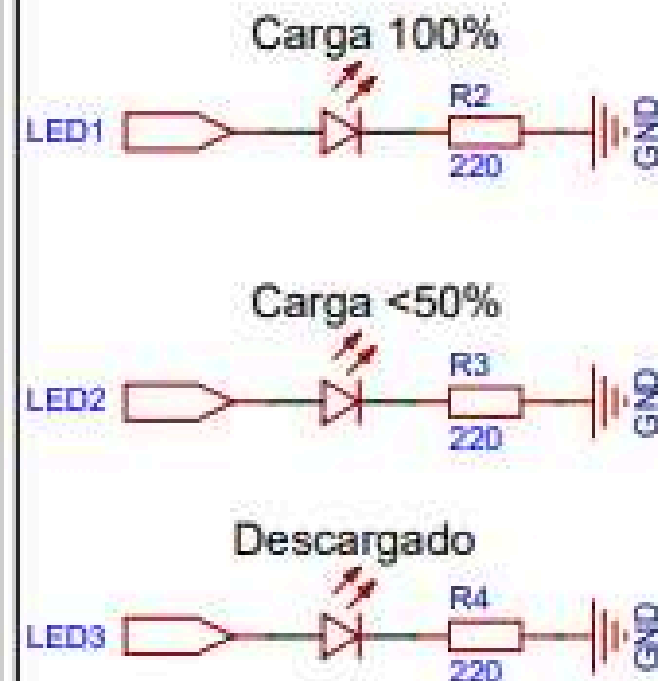 Carga 100%
LED1
R2
220
GND
Carga <50%
LED2
R3
220
GND
Descargado
LED3
R4
220
GND